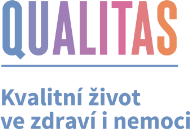 QUALITAS
Kvalitní život
ve zdraví i nemoci